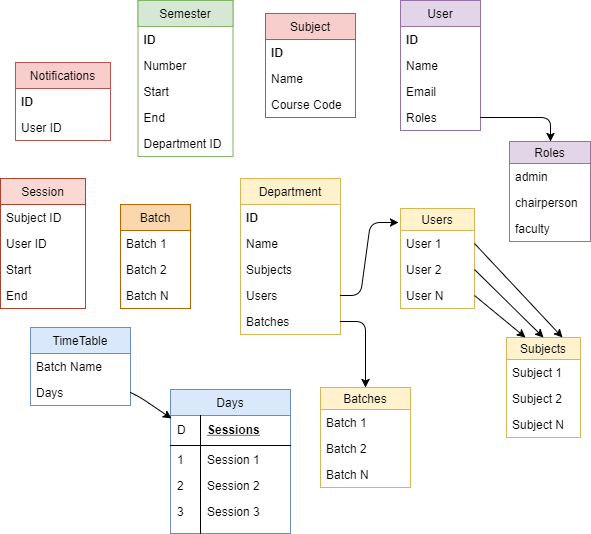 Semester
ID
Number
Start
End
Department ID
Subject
ID
Name
Course Code
User
ID
Name
Email
Roles
Notifications
ID
User ID
Roles
admin
chairperson
faculty
Session
Subject ID
User ID
Start
End
Batch
Batch 1
Batch 2
Batch N
Department
ID
Name
Subjects
Users
Batches
Users
User 1
User 2
User N
TimeTable
Batch Name
Days
Subjects
Subject 1
Subject 2
Subject N
Days
D Sessions
1 Session 1
2 Session 2
3 Session 3
Batches
Batch 1
Batch 2
Batch N